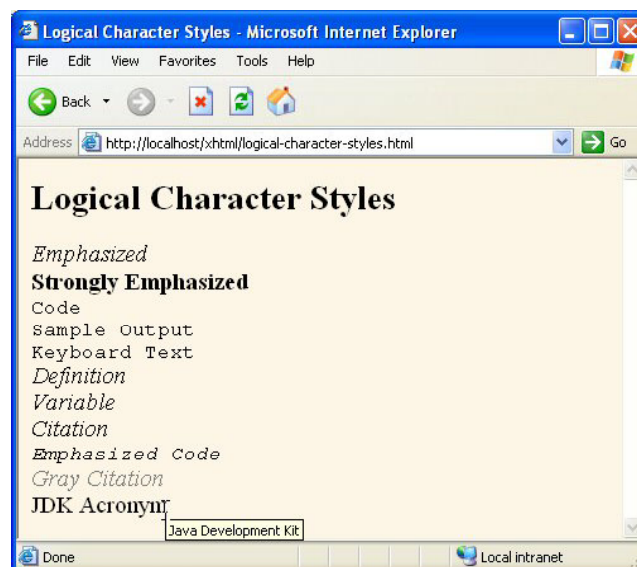 Logical Character Styles - Microsoft Internet Explorer
File Edit View Favorites Tools Help
Back
Address http://localhost/xhtml/logical-character-styles.html Go
Logical Character Styles
Emphasized
Strongly Emphasized
Code
Sample Output
Keyboard Text
Definition
Variable
Citation
Emphasized Code
Gray Citation
JDK Acronym
Java Development Kit
Done Local intranet